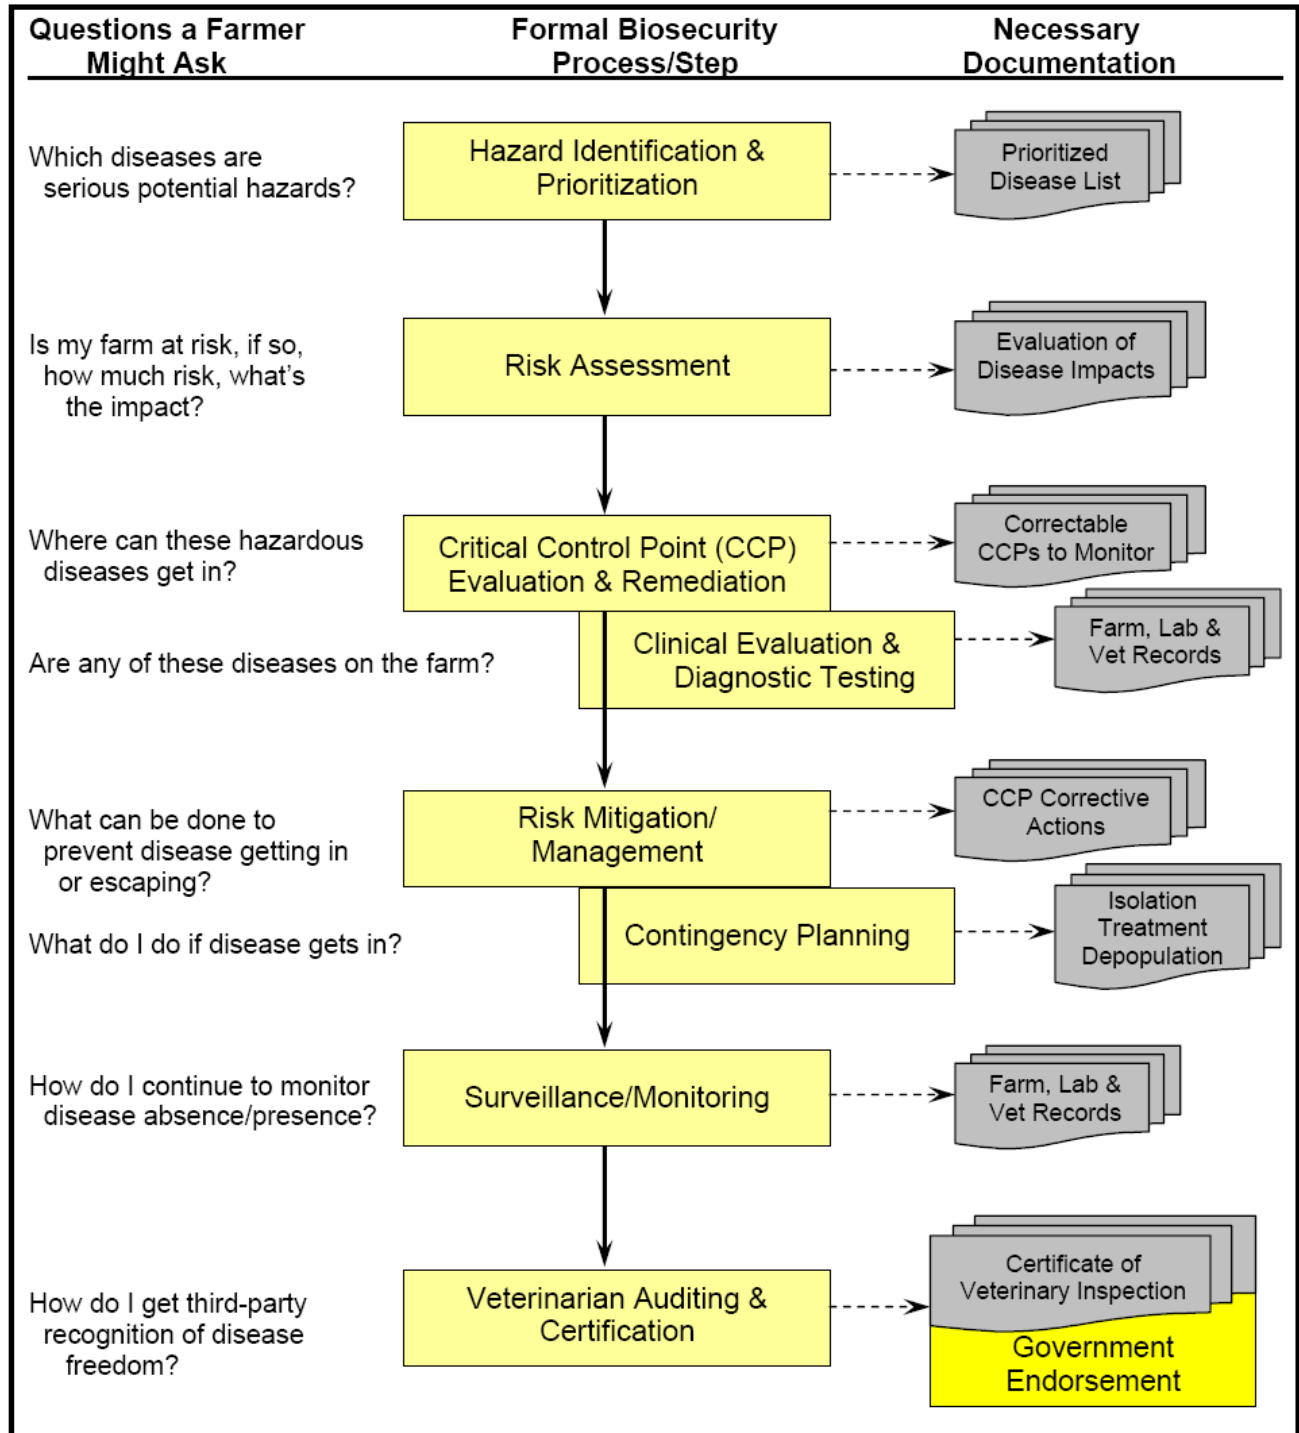 Questions a Farmer
Might Ask
Formal Biosecurity
Process/Step
Necessary
Documentation
Which diseases are
serious potential hazards?
Hazard Identification &
Prioritization
Prioritized
Disease List
Is my farm at risk, if so,
how much risk, what's
the impact?
Risk Assessment
Evaluation of
Disease Impacts
Where can these hazardous
diseases get in?
Critical Control Point (CCP)
Evaluation & Remediation
Correctable
CCPs to Monitor
Are any of these diseases on the farm?
Clinical Evaluation &
Diagnostic Testing
Farm, Lab &
Vet Records
What can be done to
prevent disease getting in
or escaping?
Risk Mitigation/
Management
CCP Corrective
Actions
What do I do if disease gets in?
Contingency Planning
Isolation
Treatment
Depopulation
How do I continue to monitor
disease absence/presence?
Surveillance/Monitoring
Farm, Lab &
Vet Records
How do I get third-party
recognition of disease
freedom?
Veterinarian Auditing &
Certification
Certificate of
Veterinary Inspection
Government
Endorsement